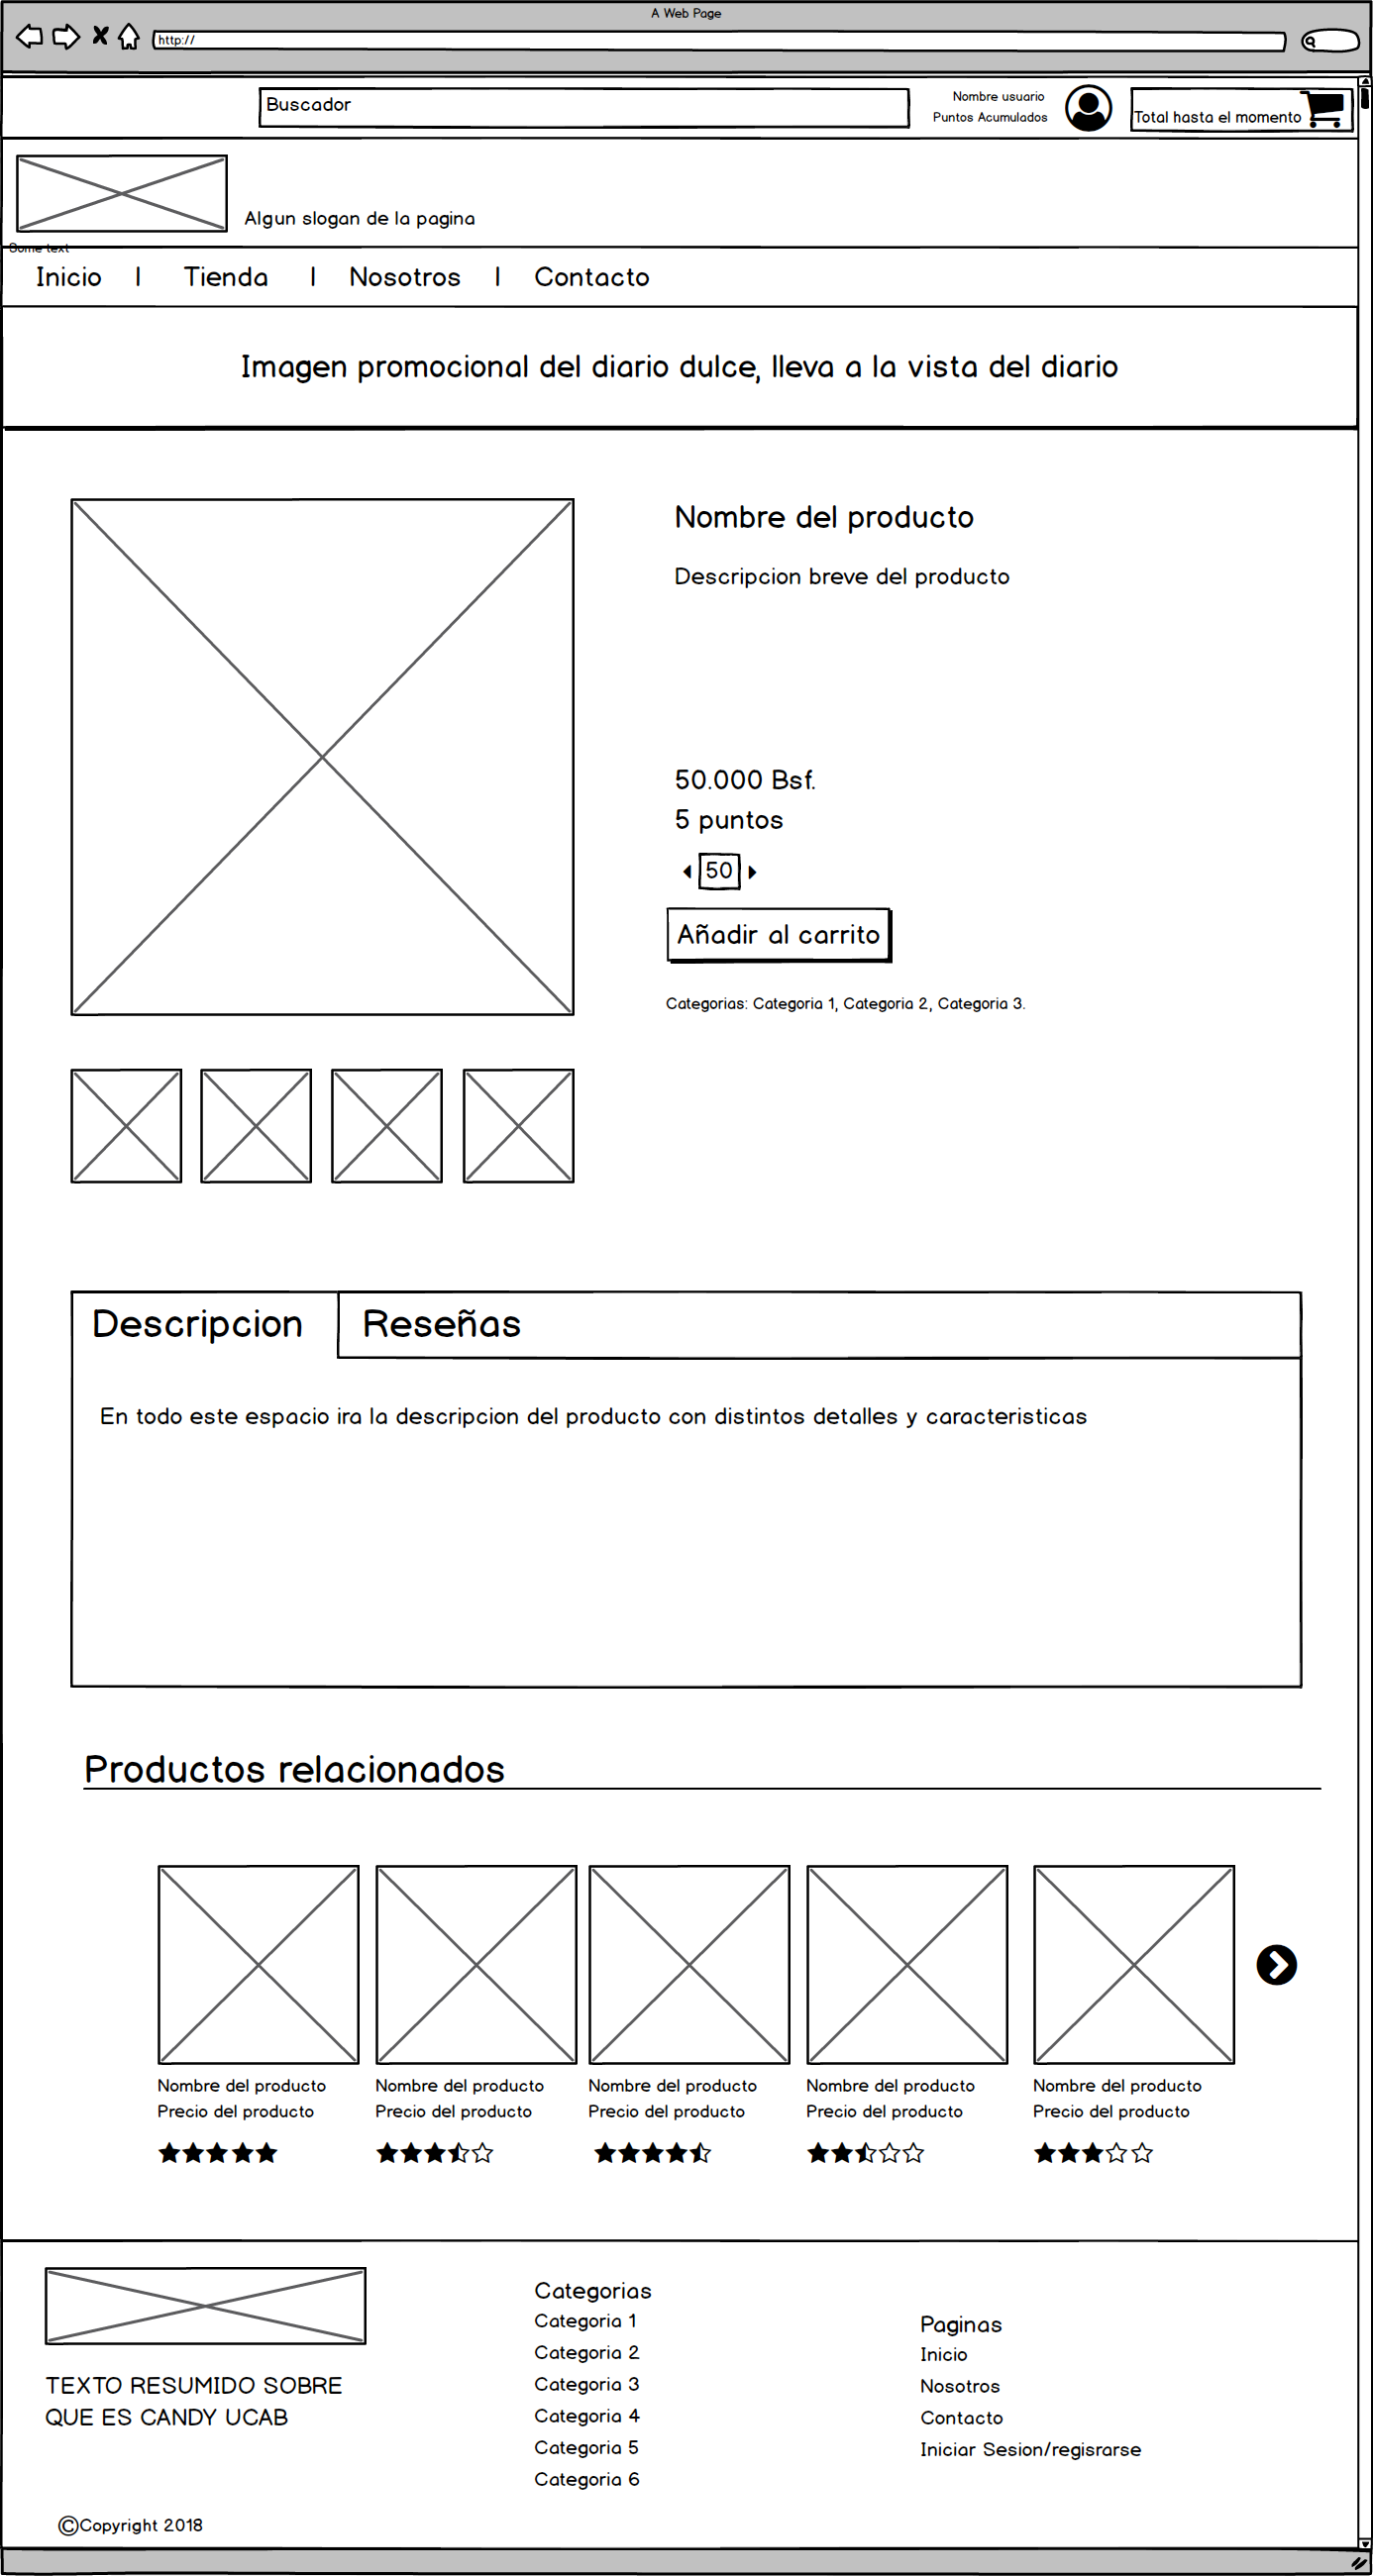 A Web Page
http://
Buscador
Nombre usuario
Puntos Acumulados
Total hasta el momento
Algun slogan de la pagina
Some text
Inicio | Tienda | Nosotros | Contacto
Imagen promocional del diario dulce, lleva a la vista del diario
Nombre del producto
Descripcion breve del producto
50.000 Bsf.
5 puntos
50
Añadir al carrito
Categorias: Categoria 1, Categoria 2, Categoria 3.
Descripcion Reseñas
En todo este espacio ira la descripcion del producto con distintos detalles y caracteristicas
Productos relacionados
Nombre del producto Nombre del producto Nombre del producto Nombre del producto Nombre del producto
Precio del producto Precio del producto Precio del producto Precio del producto Precio del producto
TEXTO RESUMIDO SOBRE
QUE ES CANDY UCAB
Categorias
Categoria 1
Categoria 2
Categoria 3
Categoria 4
Categoria 5
Categoria 6
Paginas
Inicio
Nosotros
Contacto
Iniciar Sesion/regisrarse
©Copyright 2018